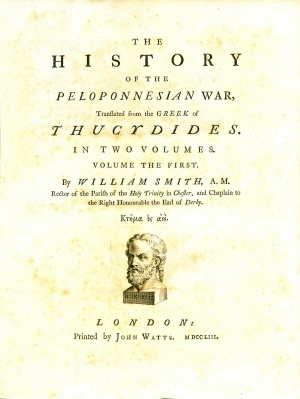 THE
HISTORY
OF THE
PELOPONNESIAN WAR,
Translated from the GREEK of
THUCYDIDES.
IN TWO VOLUMES.
VOLUME THE FIRST.
By WILLIAM SMITH, A. M.
Rector of the Parish of the Holy Trinity in Chester, and Chaplain to
the Right Honourable the Earl of Derby.
Κτῆμα ἐς ἀεί.
LONDON:
Printed by JOHN WATTS. MDCCLIII.